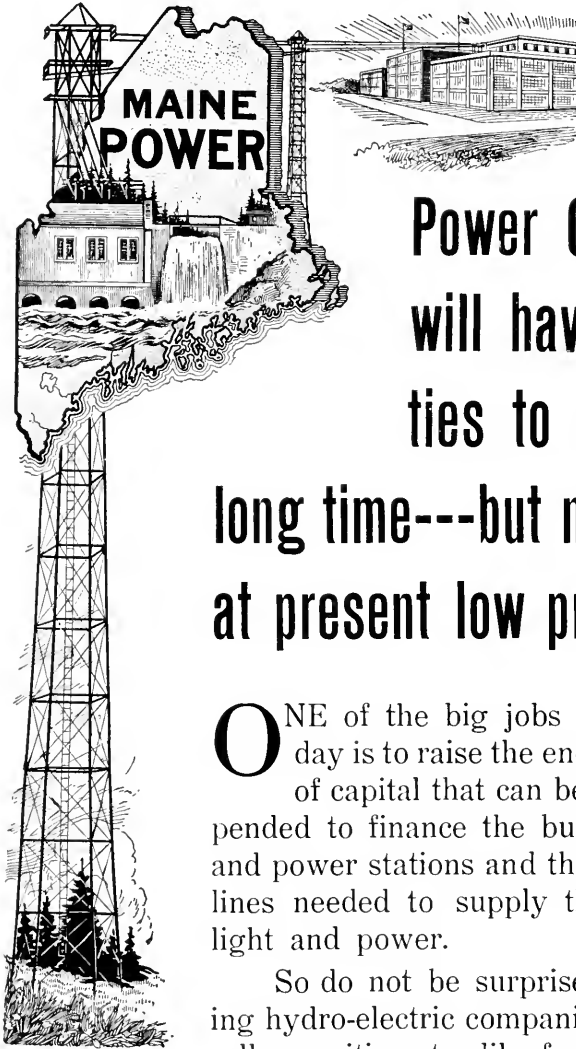 MAINE
POWER
Power
will hav
ties to
long time---but
at present low p
ONE of the big jobs
day is to raise the en
of capital that can be
pended to finance the bu
and power stations and th
lines needed to supply t
light and power.
So do not be surprise
ing hydro-electric compani